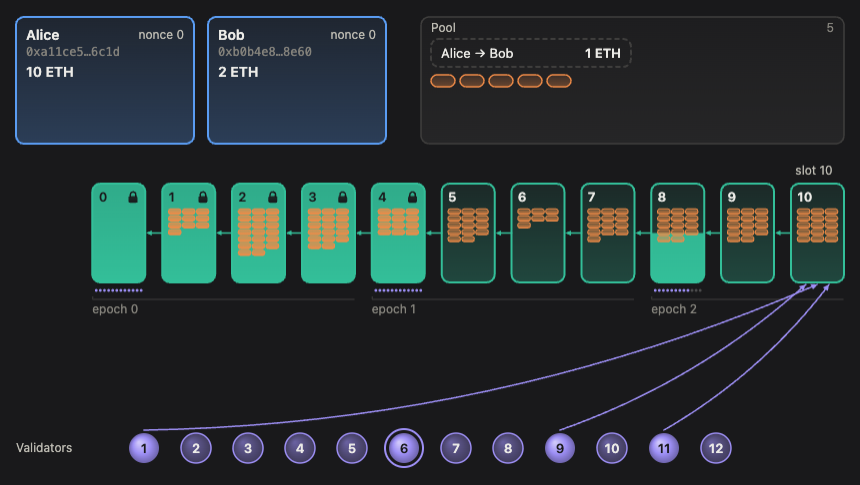 Alice nonce 0
0xa11ce5…6c1d
10 ETH
Bob nonce 0
0xb0b4e8…8e60
2 ETH
Pool 5
Alice → Bob 1 ETH
slot 10
0 1 2 3 4 5 6 7 8 9 10
epoch 0 epoch 1 epoch 2
Validators 1 2 3 4 5 6 7 8 9 10 11 12